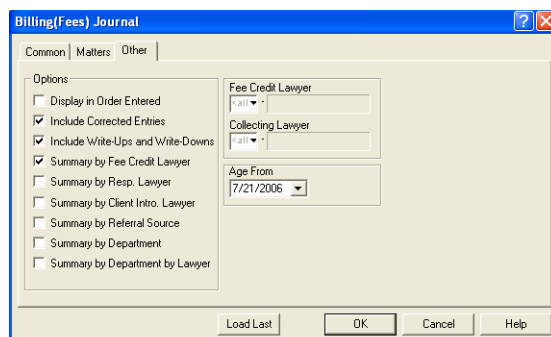 Billing(Fees) Journal
Common Matters Other
Options
Display in Order Entered
Include Corrected Entries
Include Write-Ups and Write-Downs
Summary by Fee Credit Lawyer
Summary by Resp. Lawyer
Summary by Client Intro. Lawyer
Summary by Referral Source
Summary by Department
Summary by Department by Lawyer
Fee Credit Lawyer
<all -
Collecting Lawyer
<all -
Age From
7/21/2006
Load Last OK Cancel Help